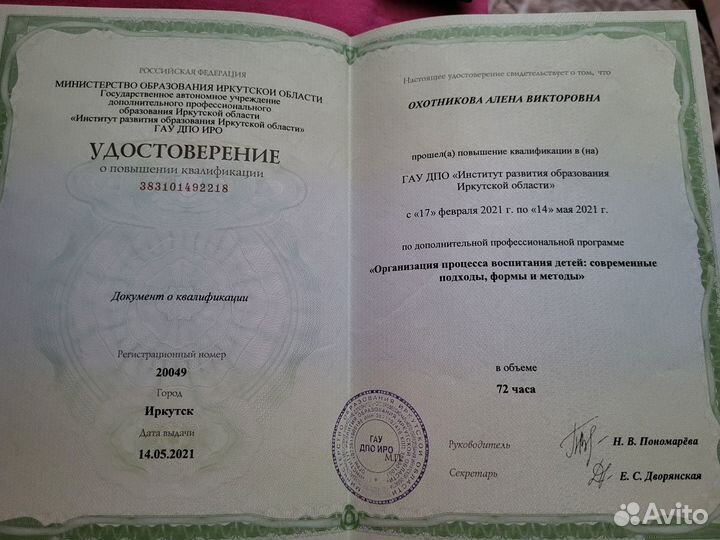 РОССИЙСКАЯ ФЕДЕРАЦИЯ
МИНИСТЕРСТВО ОБРАЗОВАНИЯ ИРКУТСКОЙ ОБЛАСТИ
Государственное автономное учреждение
дополнительного профессионального
образования Иркутской области
«Институт развития образования Иркутской области»
ГАУ ДПО ИРО
УДОСТОВЕРЕНИЕ
о повышении квалификации
383101492218
Документ о квалификации
Регистрационный номер
20049
Город
Иркутск
Дата выдачи
14.05.2021
Настоящее удостоверение свидетельствует о том, что
ОХОТНИКОВА АЛЕНА ВИКТОРОВНА
прошел(а) повышение квалификации в (на)
ГАУ ДПО «Институт развития образования
Иркутской области»
с «17» февраля 2021 г. по «14» мая 2021 г.
по дополнительной профессиональной программе
«Организация процесса воспитания детей: современные
подходы, формы и методы»
в объеме
72 часа
ГАУ
ДПО ИРО
М.П.
Руководитель
Н. В. Пономарёва
Секретарь
Е. С. Дворянская
Avito